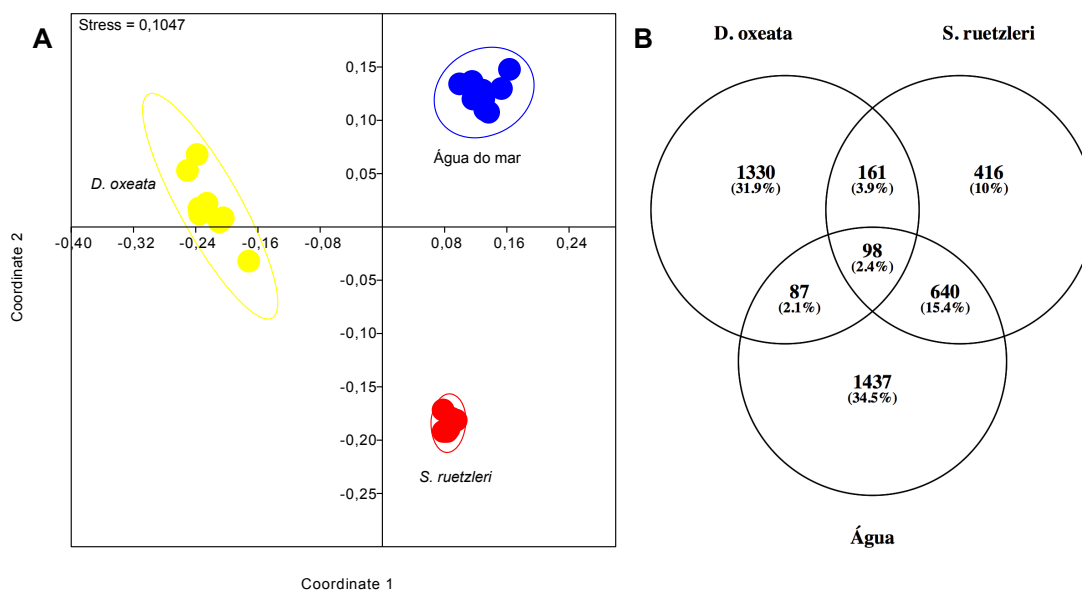 A
Stress = 0,1047
0,15
0,10
0,05
-0,40
-0,32
-0,24
-0,16
-0,08
0,08
0,16
0,24
-0,05
-0,10
-0,15
-0,20
-0,25
D. oxeata
Água do mar
S. ruetzleri
Coordinate 2
Coordinate 1
B
D. oxeata
S. ruetzleri
1330
(31.9%)
161
(3.9%)
416
(10%)
98
(2.4%)
87
(2.1%)
640
(15.4%)
1437
(34.5%)
Água